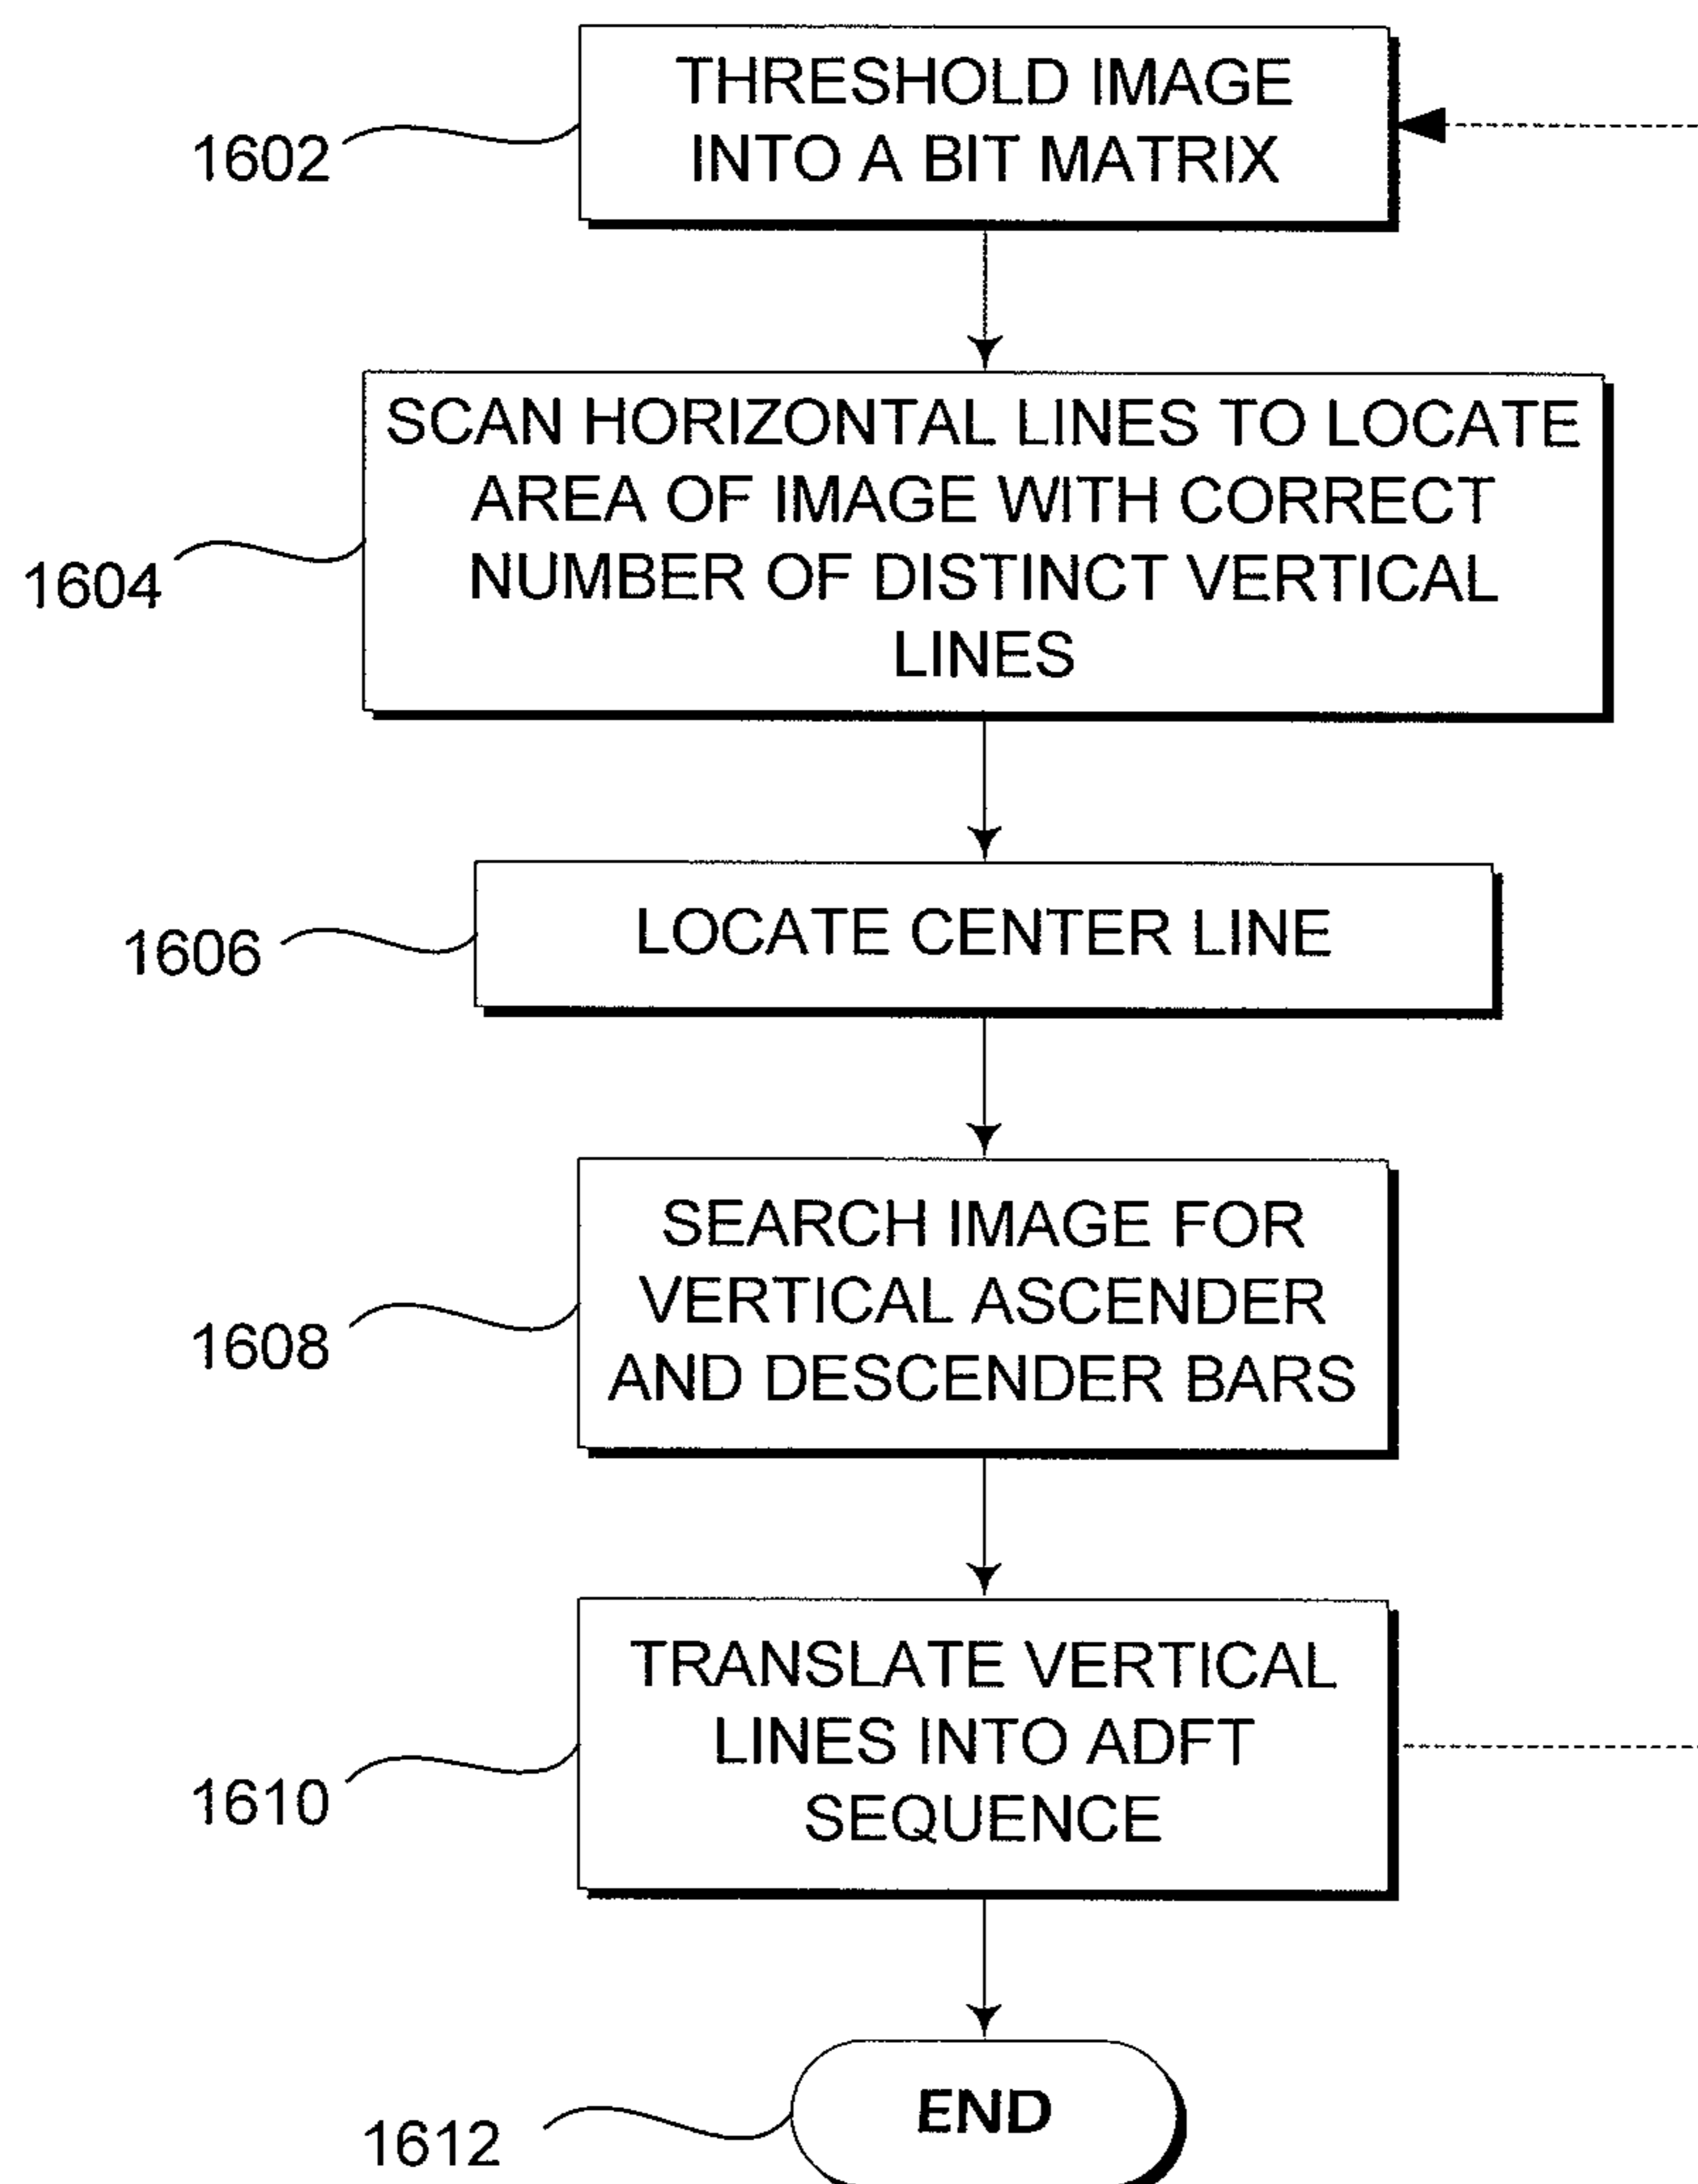 THRESHOLD IMAGE
INTO A BIT MATRIX
1602
SCAN HORIZONTAL LINES TO LOCATE
AREA OF IMAGE WITH CORRECT
NUMBER OF DISTINCT VERTICAL
LINES
1604
LOCATE CENTER LINE
1606
SEARCH IMAGE FOR
VERTICAL ASCENDER
AND DESCENDER BARS
1608
TRANSLATE VERTICAL
LINES INTO ADFT
SEQUENCE
1610
END
1612